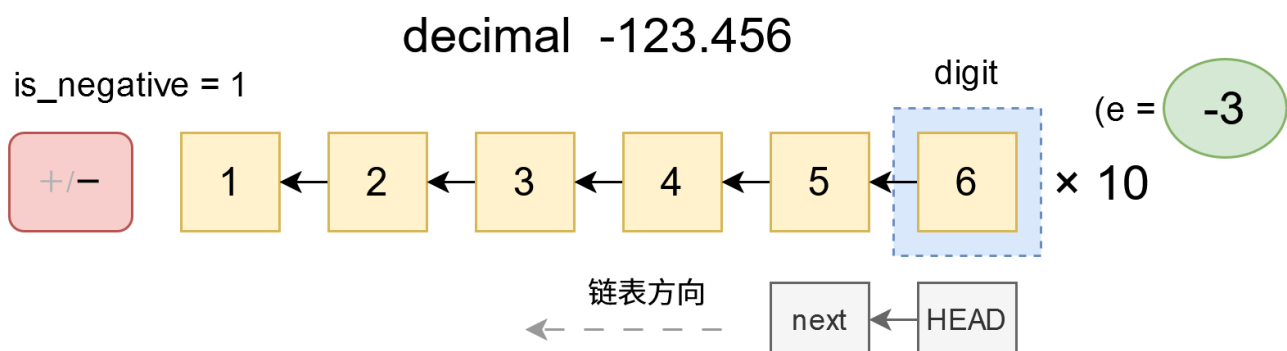 decimal -123.456
is_negative = 1
digit
(e = -3
+/− 1 2 3 4 5 6 × 10
链表方向
next HEAD